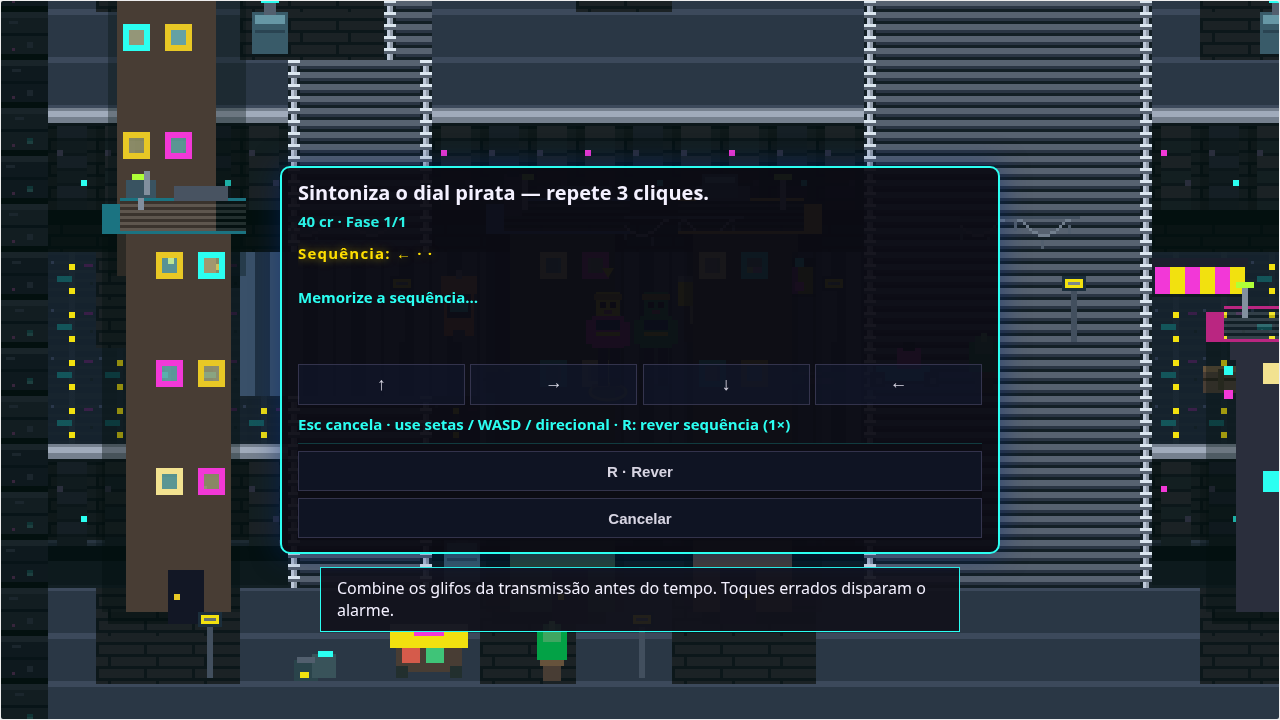 Sintoniza o dial pirata — repete 3 cliques.
40 cr · Fase 1/1
Sequência: ← · ·
Memorize a sequência...
↑ → ↓ ←
Esc cancela · use setas / WASD / direcional · R: rever sequência (1×)
R · Rever
Cancelar
Combine os glifos da transmissão antes do tempo. Toques errados disparam o
alarme.